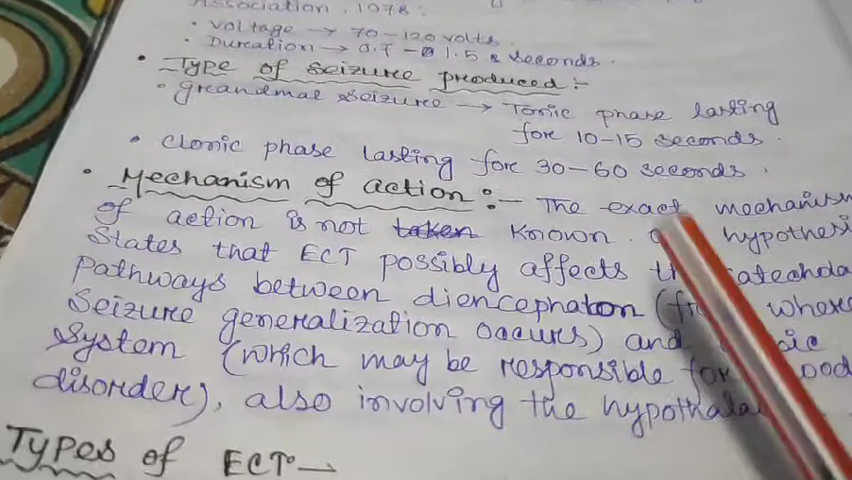 Association, 1978:
• Voltage → 70-120 volts.
• Duration → 0.7 - 1.5 seconds.
• Type of seizure produced :-
• grandmal seizure → Tonic phase lasting
for 10-15 seconds.
• Clonic phase lasting for 30-60 seconds.
• Mechanism of action :- The exact mechanism
of action is not taken known. hypothesi
States that ECT possibly affects
Pathways between diencephalon ( where
Seizure generalization occurs) and
System (which may be responsible for
disorder), also involving the
Types of ECT →